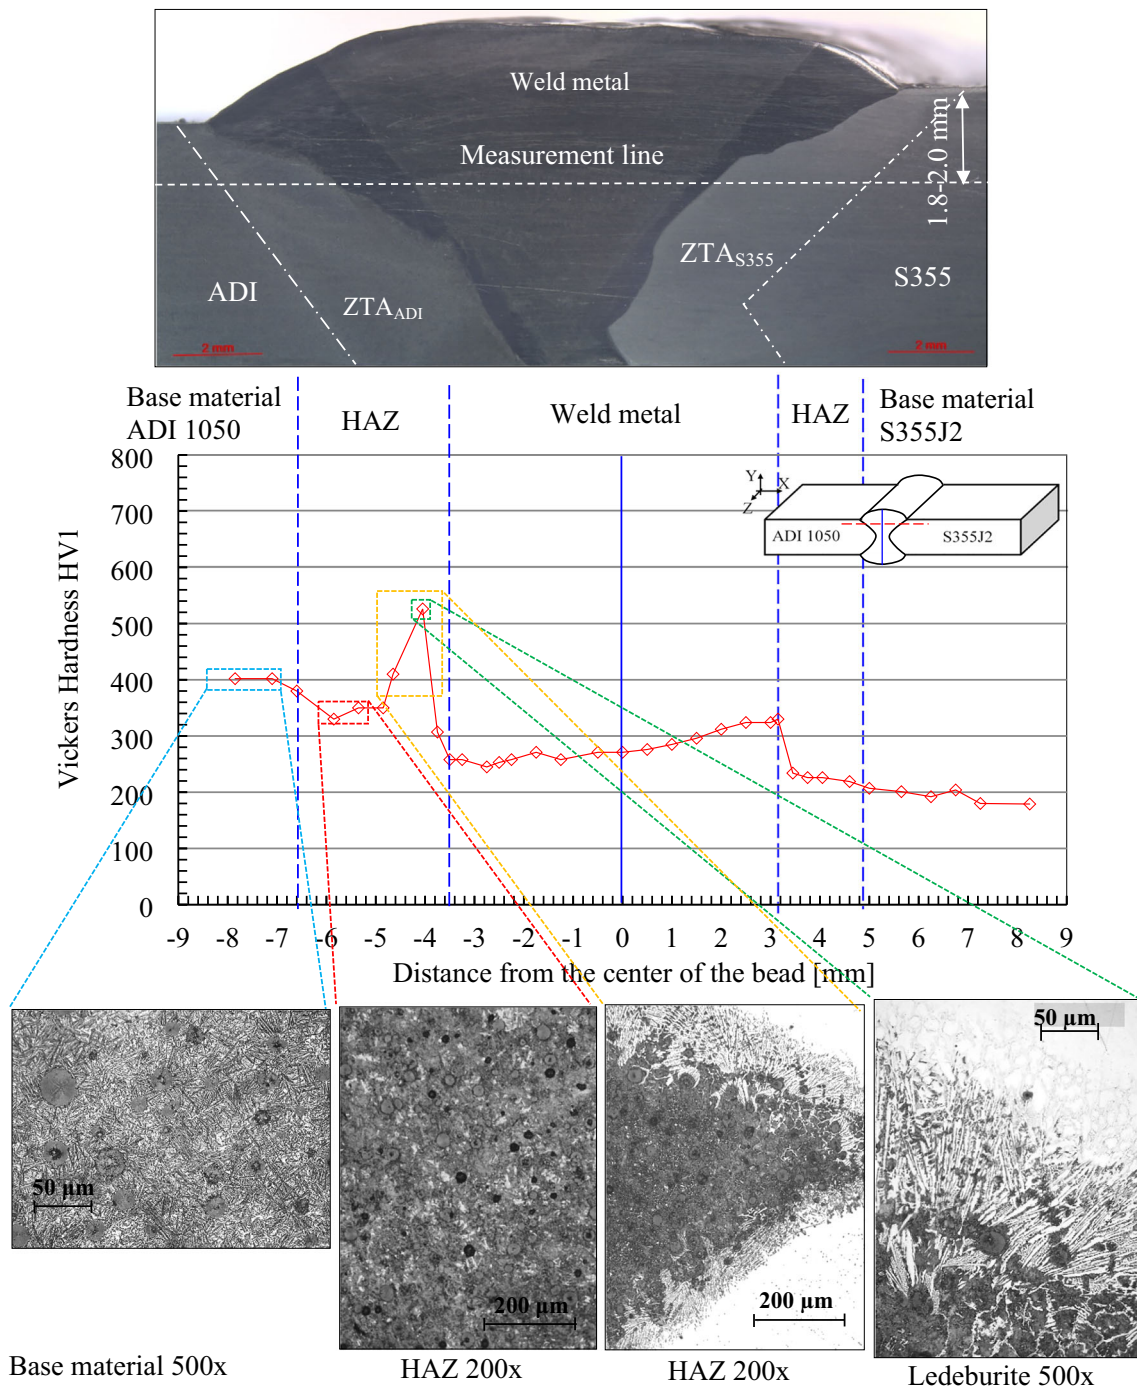 Weld metal
Measurement line
1.8-2.0 mm
ZTAS355
S355
ADI
ZTAADI
2 mm
2 mm
Base material
ADI 1050
HAZ
Weld metal
HAZ
Base material
S355J2
Vickers Hardness HV1
800
700
600
500
400
300
200
100
0
Y
X
Z
ADI 1050
S355J2
-9 -8 -7 -6 -5 -4 -3 -2 -1 0 1 2 3 4 5 6 7 8 9
Distance from the center of the bead [mm]
50 µm
200 µm
200 µm
50 µm
Base material 500x
HAZ 200x
HAZ 200x
Ledeburite 500x